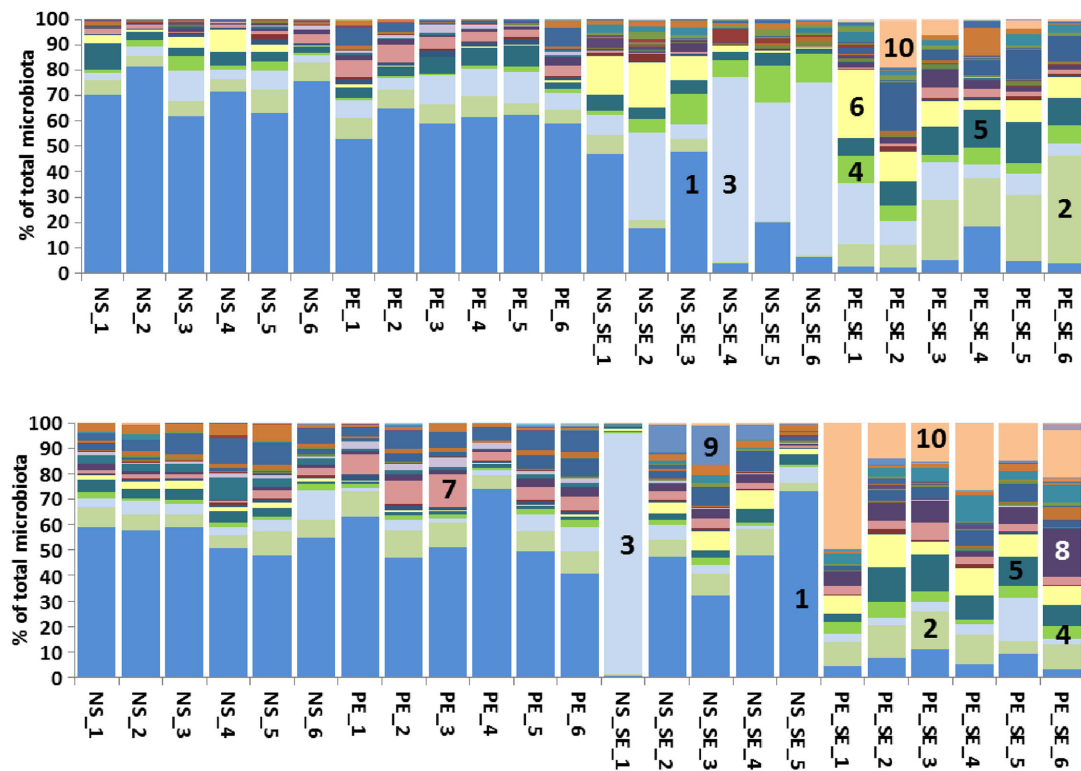 % of total microbiota
100
90
80
70
60
50
40
30
20
10
0
10
6
5
4
1
3
2
NS_1
NS_2
NS_3
NS_4
NS_5
NS_6
PE_1
PE_2
PE_3
PE_4
PE_5
PE_6
NS_SE_1
NS_SE_2
NS_SE_3
NS_SE_4
NS_SE_5
NS_SE_6
PE_SE_1
PE_SE_2
PE_SE_3
PE_SE_4
PE_SE_5
PE_SE_6
% of total microbiota
100
90
80
70
60
50
40
30
20
10
0
9
10
7
3
8
5
1
2
4
NS_1
NS_2
NS_3
NS_4
NS_5
NS_6
PE_1
PE_2
PE_3
PE_4
PE_5
PE_6
NS_SE_1
NS_SE_2
NS_SE_3
NS_SE_4
NS_SE_5
PE_SE_1
PE_SE_2
PE_SE_3
PE_SE_4
PE_SE_5
PE_SE_6